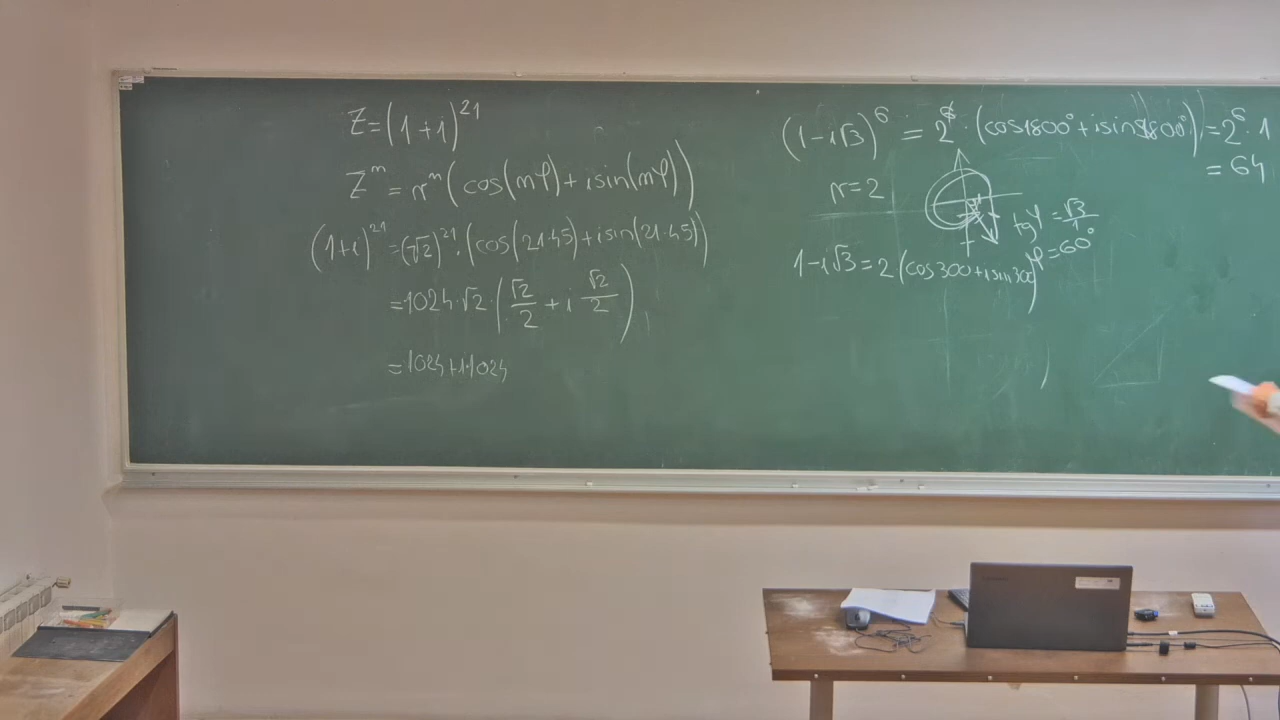 Z=(1+i)^21
Z^m = r^m (cos(mφ)+isin(mφ))
(1+i)^21 =(√2)^21 · (cos(21·45)+isin(21·45))
=1024·√2·(√2/2 + i √2/2)
=1024+i·1024
(1-i√3)^6 = 2^6 · (cos1800°+isin1800°)=2^6·1
=64
r=2
tgφ = √3/1
φ=60°
1-i√3=2(cos300+isin300)